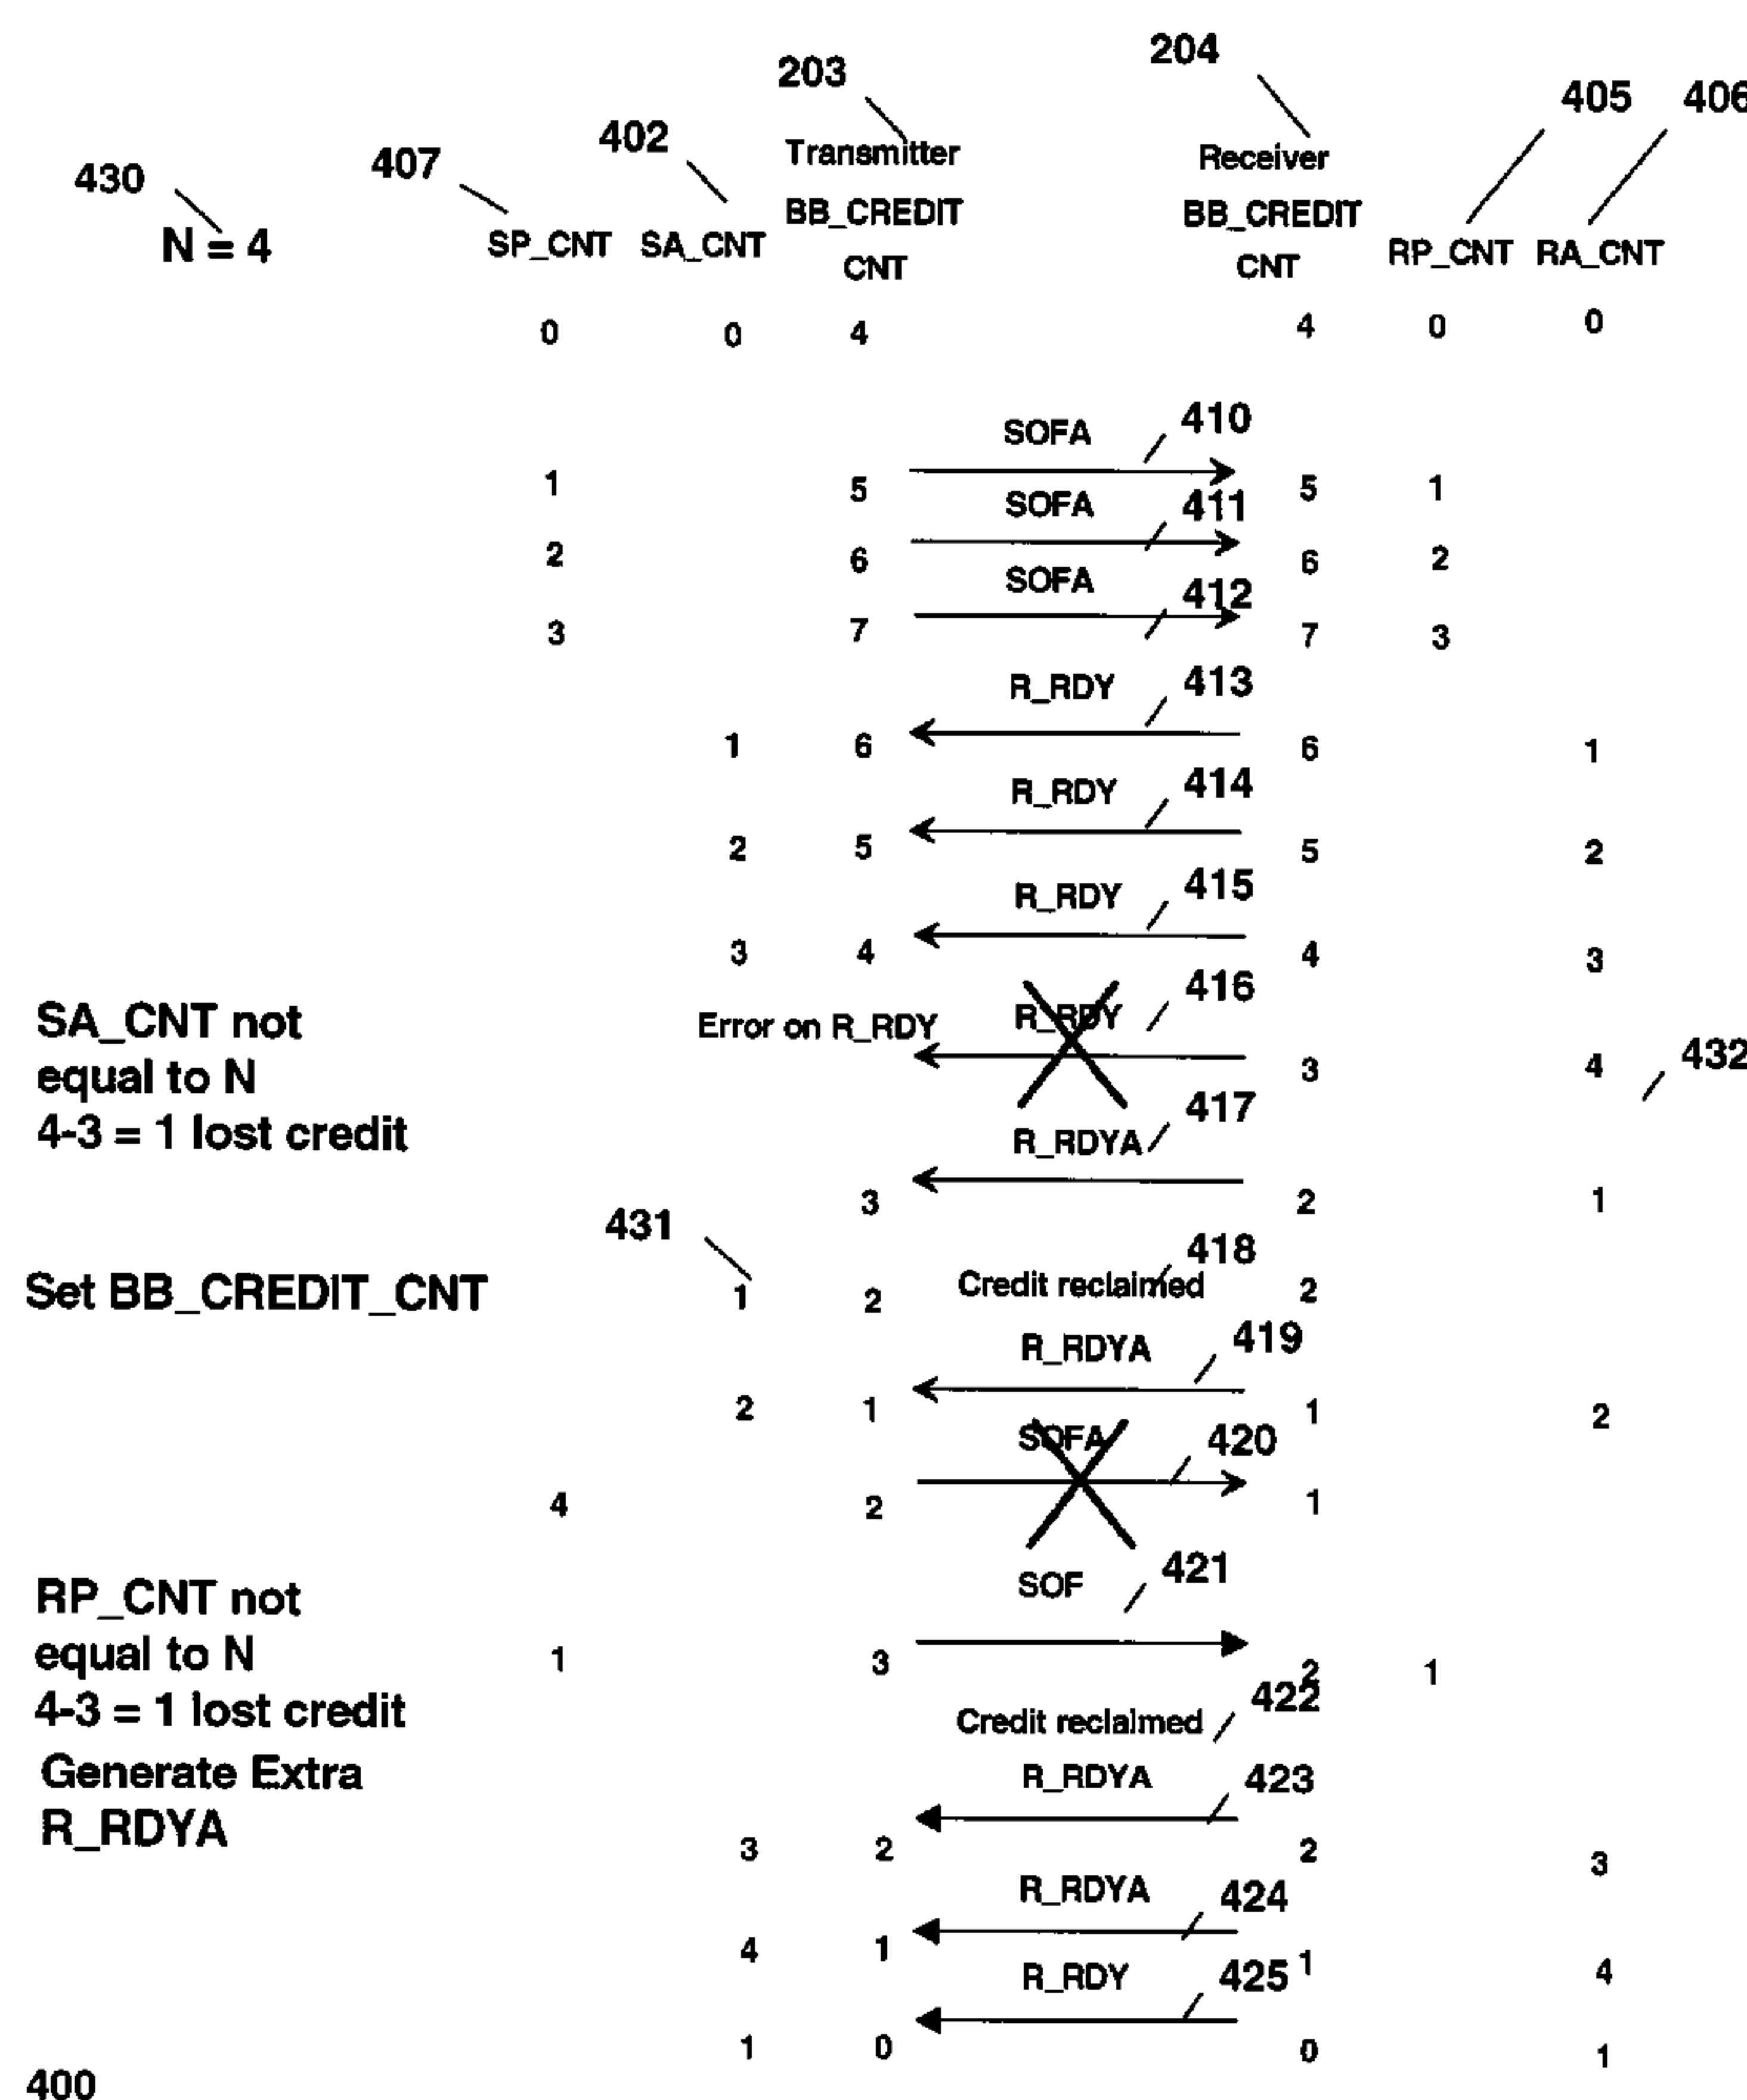 203
204
405 406
402
407
430
Transmitter
Receiver
BB_CREDIT
BB_CREDIT
N = 4
SP_CNT SA_CNT
CNT
RP_CNT RA_CNT
CNT
0 0 4 4 0 0
SOFA 410
1 5 5 1
SOFA 411
2 6 6 2
SOFA 412
3 7 7 3
R_RDY 413
1 6 6 1
R_RDY 414
2 5 5 2
R_RDY 415
3 4 4 3
SA_CNT not
equal to N
4-3 = 1 lost credit
Error on R_RDY R_RDY 416
3 4 432
R_RDYA 417
3 2 1
431
Set BB_CREDIT_CNT 1 2 Credit reclaimed 418 2
R_RDYA 419
2 1 1 2
SOFA 420
4 2 1
RP_CNT not
equal to N
4-3 = 1 lost credit
Generate Extra
R_RDYA
SOF 421
1 3 2 1
Credit reclaimed 422
R_RDYA 423
3 2 2 3
R_RDYA 424
4 1 1 4
R_RDY 425
1 0 0 1
400